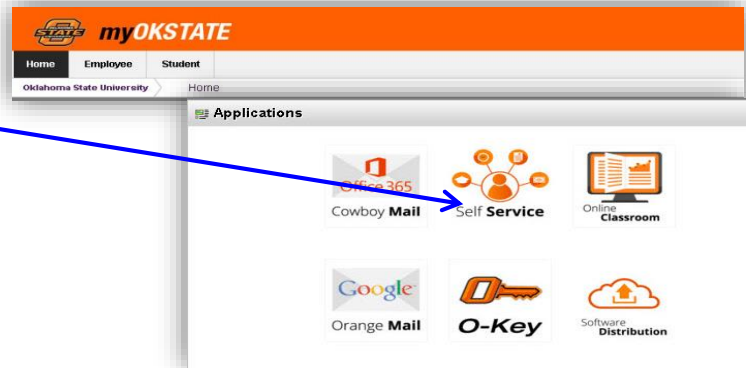 STATE myOKSTATE
Home Employee Student
Oklahoma State University Home
Applications
Office 365
Cowboy Mail
Self Service
Online
Classroom
Google
Orange Mail
O-Key
Software
Distribution